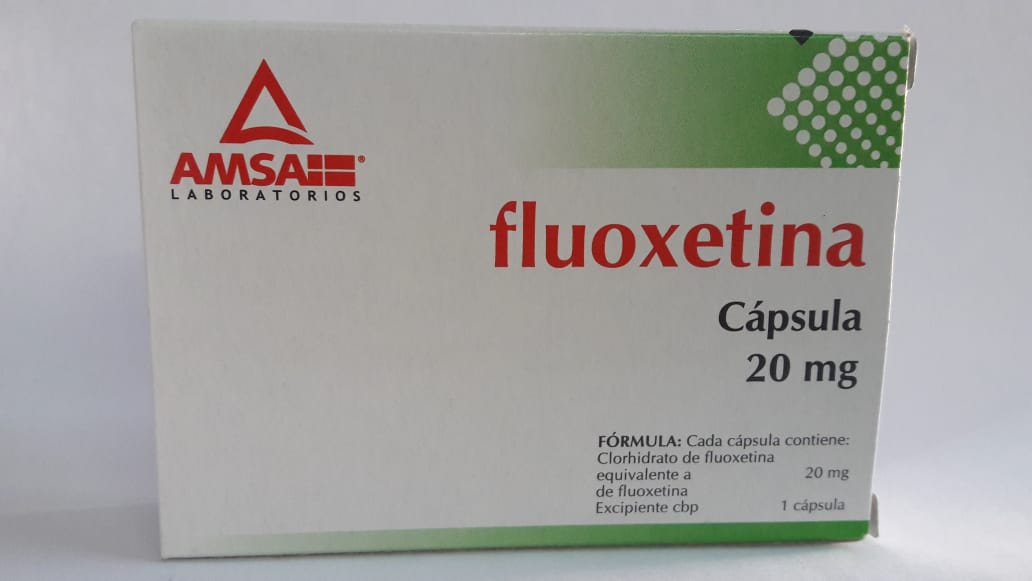 AMSA®
LABORATORIOS
fluoxetina
Cápsula
20 mg
FÓRMULA: Cada cápsula contiene:
Clorhidrato de fluoxetina
equivalente a 20 mg
de fluoxetina
Excipiente cbp 1 cápsula